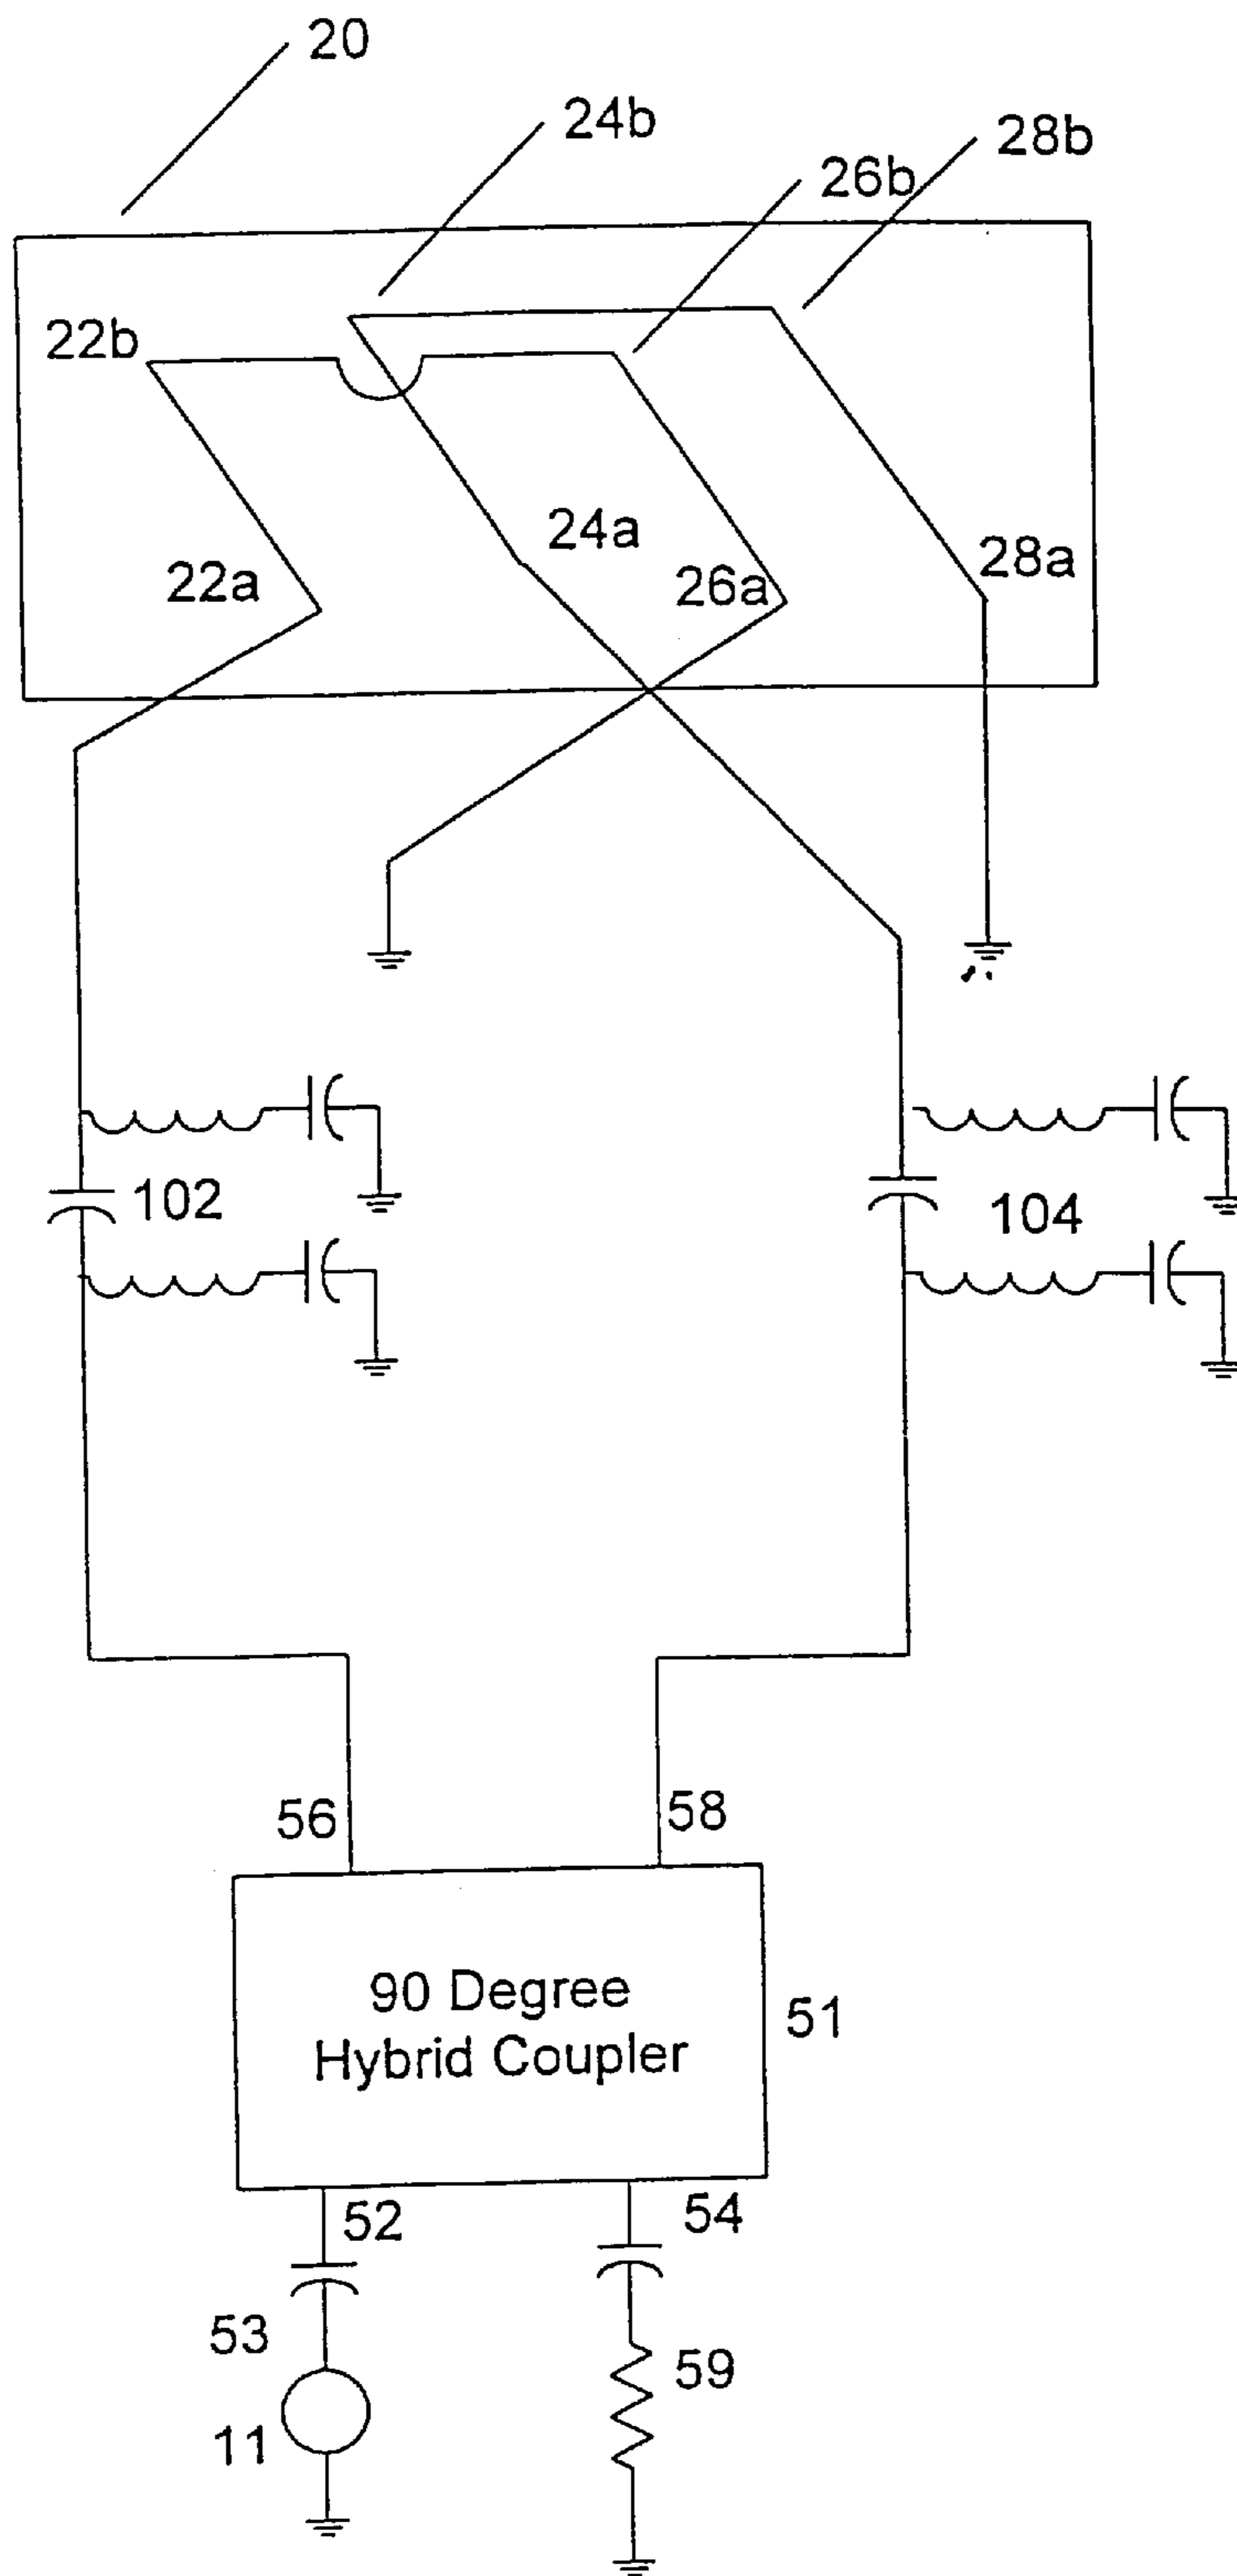 20
24b
28b
26b
22b
24a
28a
22a
26a
102
104
56
58
90 Degree
Hybrid Coupler
51
52
54
53
59
11